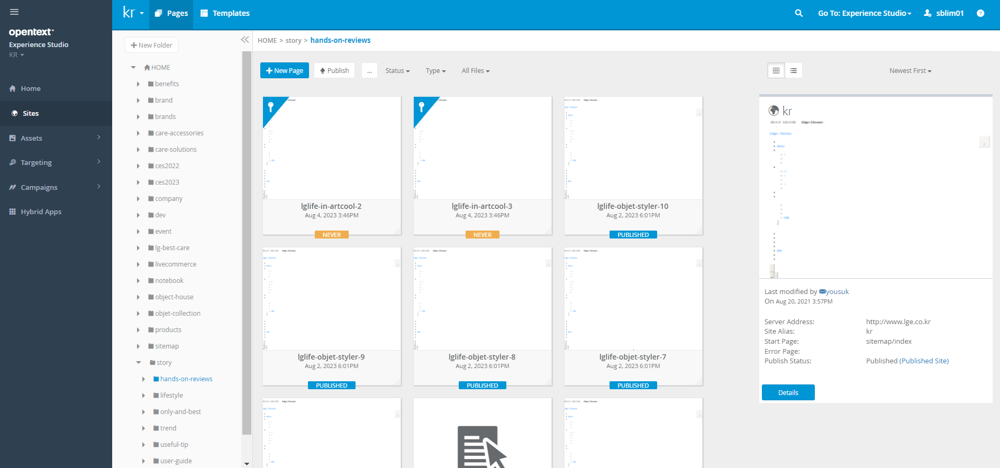 opentext™
Experience Studio
KR
Home
Sites
Assets
Targeting
Campaigns
Hybrid Apps
kr
Pages
Templates
Go To: Experience Studio
sblim01
New Folder
HOME
benefits
brand
brands
care-accessories
care-solutions
ces2022
ces2023
company
dev
event
lg-best-care
livecommerce
notebook
object-house
objet-collection
products
sitemap
story
hands-on-reviews
lifestyle
only-and-best
trend
useful-tip
user-guide
HOME > story > hands-on-reviews
New Page
Publish
...
Status
Type
All Files
Newest First
lglife-in-artcool-2
Aug 4, 2023 3:46PM
NEVER
lglife-in-artcool-3
Aug 4, 2023 3:46PM
NEVER
lglife-objet-styler-10
Aug 2, 2023 6:01PM
PUBLISHED
lglife-objet-styler-9
Aug 2, 2023 6:01PM
PUBLISHED
lglife-objet-styler-8
Aug 2, 2023 6:01PM
PUBLISHED
lglife-objet-styler-7
Aug 2, 2023 6:01PM
PUBLISHED
kr
Last modified by yousuk
On Aug 20, 2021 3:57PM
Server Address: http://www.lge.co.kr
Site Alias: kr
Start Page: sitemap/index
Error Page:
Publish Status: Published (Published Site)
Details